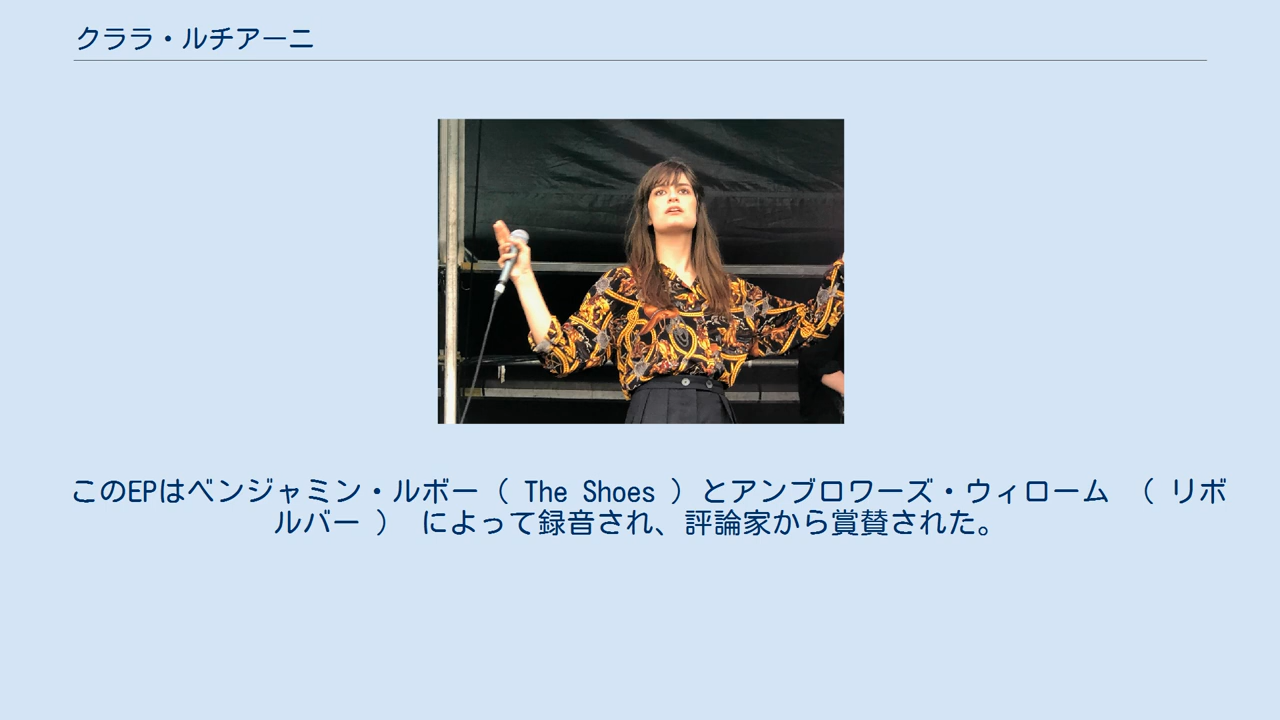 クララ・ルチアーニ
このEPはベンジャミン・ルボー（ The Shoes ）とアンブロワーズ・ウィローム （ リボ
ルバー ） によって録音され、評論家から賞賛された。